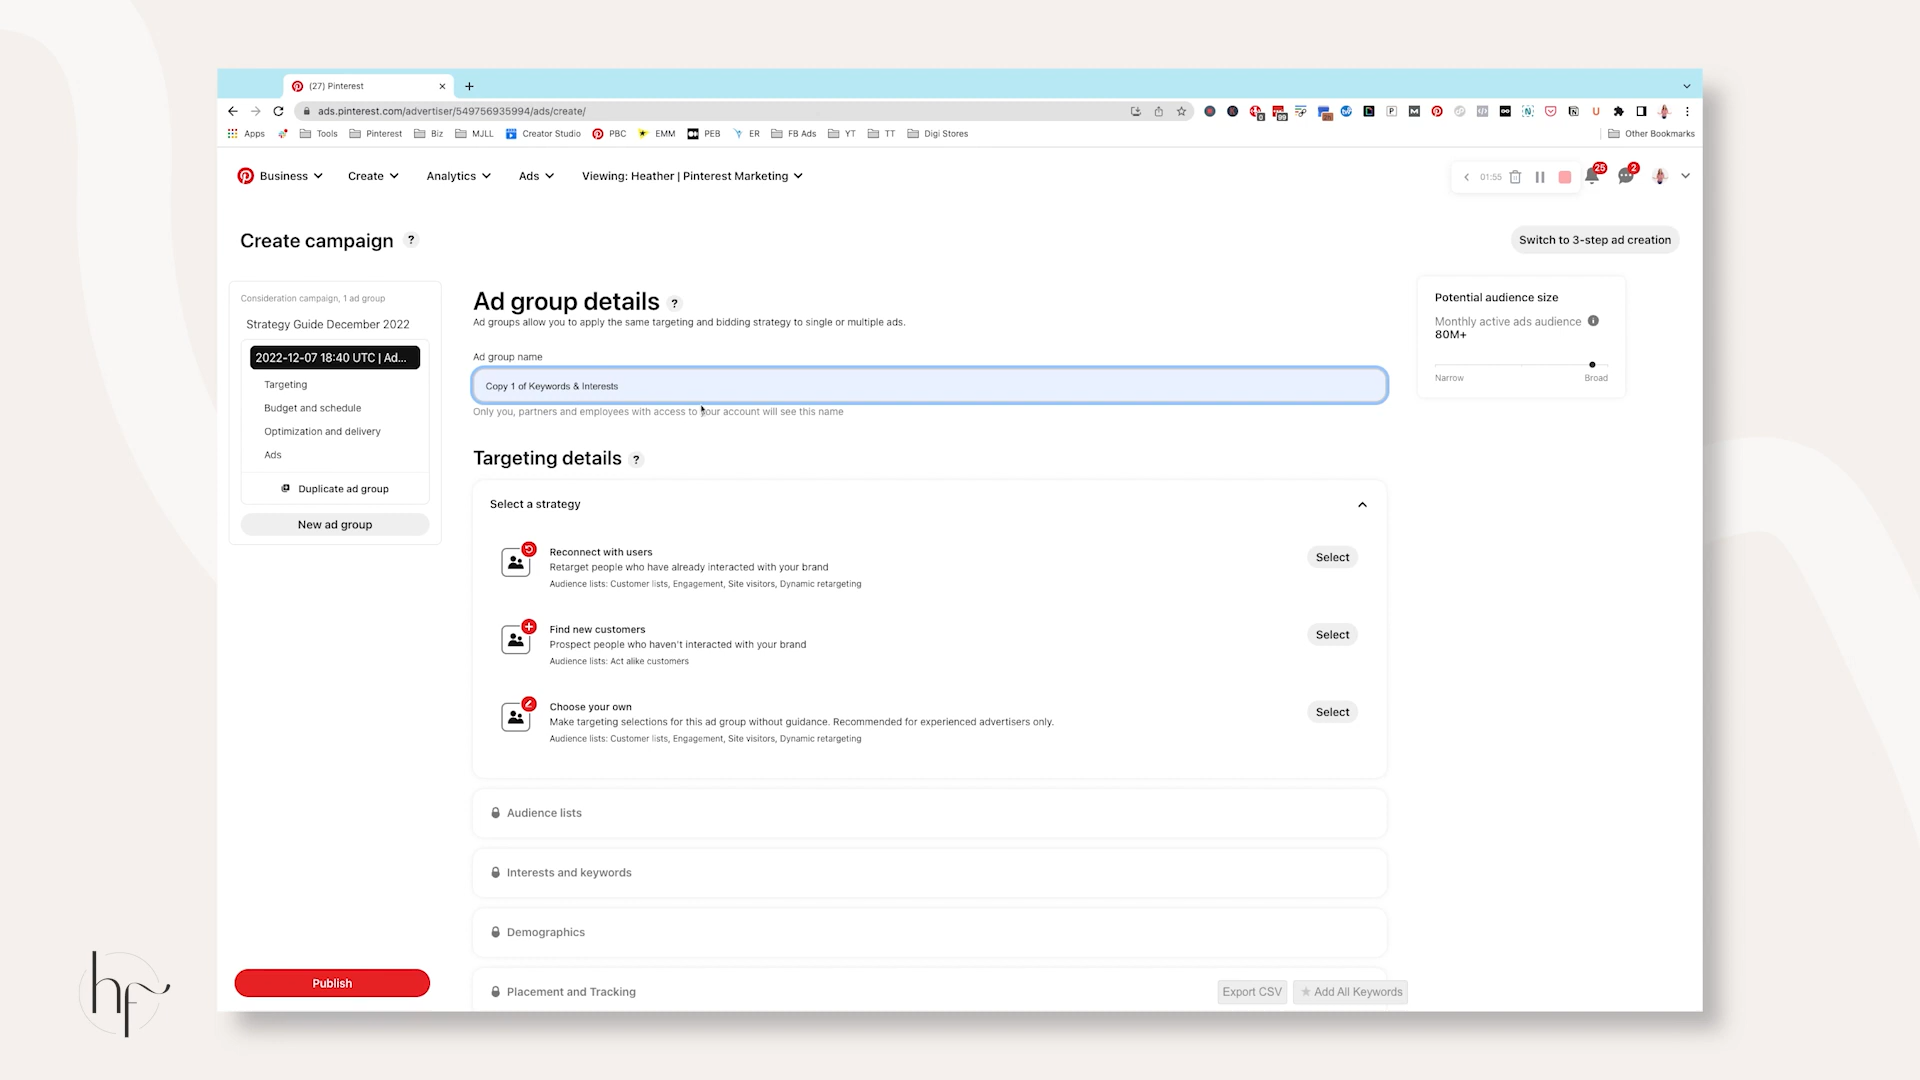 (27) Pinterest
ads.pinterest.com/advertiser/549756935994/ads/create/
Apps Tools Pinterest Biz MJLL Creator Studio PBC EMM PEB ER FB Ads YT TT Digi Stores Other Bookmarks
Business Create Analytics Ads Viewing: Heather | Pinterest Marketing 01:55 25 2
Create campaign ?
Switch to 3-step ad creation
Consideration campaign, 1 ad group
Strategy Guide December 2022
2022-12-07 18:40 UTC | Ad...
Targeting
Budget and schedule
Optimization and delivery
Ads
Duplicate ad group
New ad group
Publish
Ad group details ?
Ad groups allow you to apply the same targeting and bidding strategy to single or multiple ads.
Ad group name
Copy 1 of Keywords & Interests
Only you, partners and employees with access to your account will see this name
Targeting details ?
Select a strategy
Reconnect with users
Retarget people who have already interacted with your brand
Audience lists: Customer lists, Engagement, Site visitors, Dynamic retargeting
Select
Find new customers
Prospect people who haven't interacted with your brand
Audience lists: Act alike customers
Select
Choose your own
Make targeting selections for this ad group without guidance. Recommended for experienced advertisers only.
Audience lists: Customer lists, Engagement, Site visitors, Dynamic retargeting
Select
Audience lists
Interests and keywords
Demographics
Placement and Tracking
Export CSV
Add All Keywords
Potential audience size
Monthly active ads audience
80M+
Narrow Broad
hf